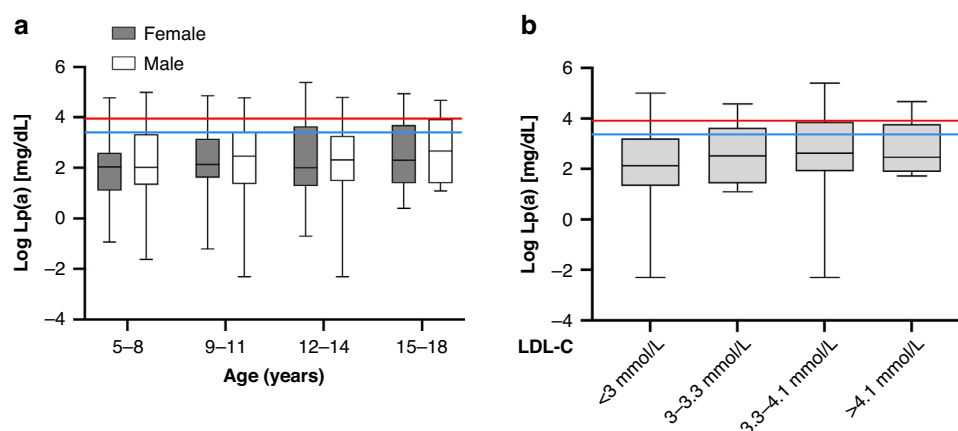 a
Female
Male
6
4
2
0
−2
−4
Log Lp(a) [mg/dL]
5–8
9–11
12–14
15–18
Age (years)
b
6
4
2
0
−2
−4
Log Lp(a) [mg/dL]
LDL-C
<3 mmol/L
3–3.3 mmol/L
3.3–4.1 mmol/L
>4.1 mmol/L